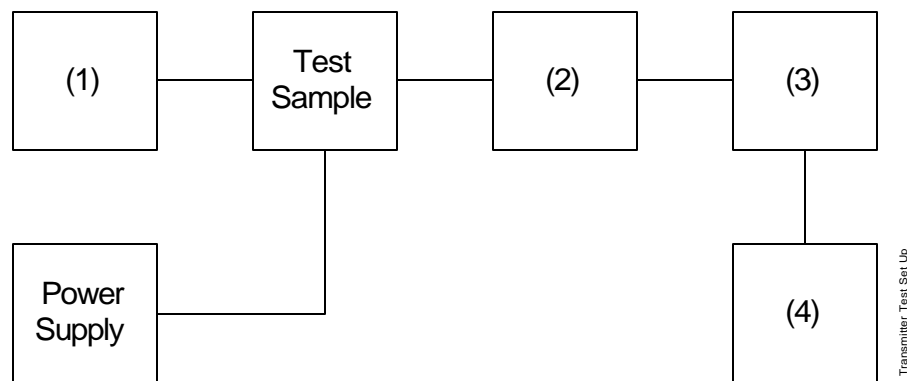 (1)
Test
Sample
(2)
(3)
Power
Supply
(4)
Transmitter Test Set Up